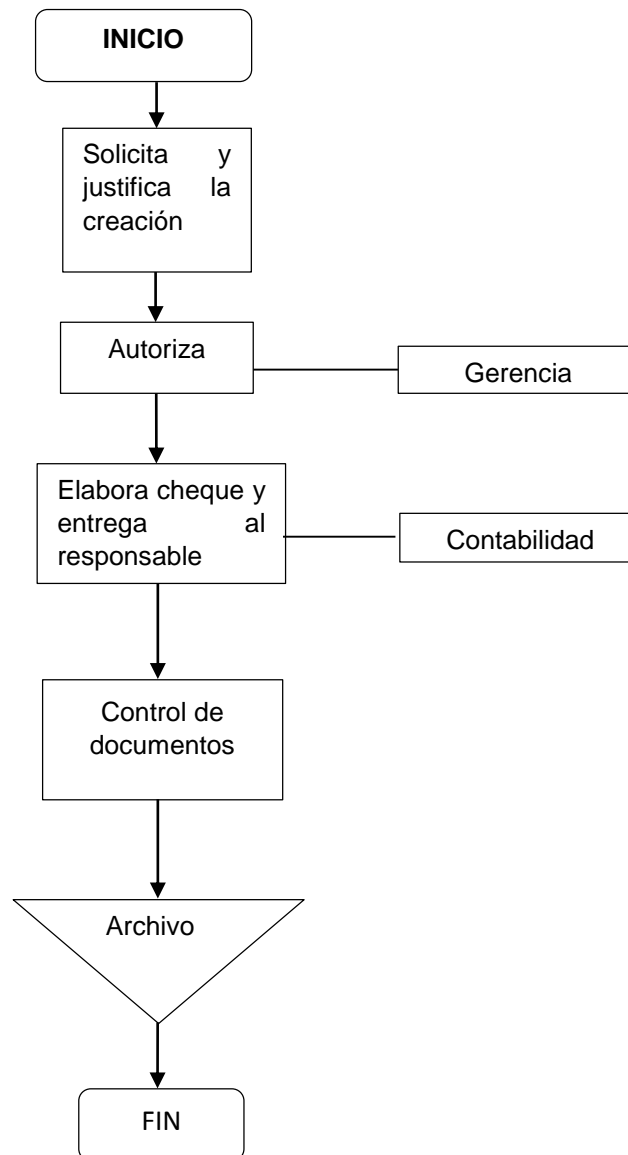 INICIO
Solicita y
justifica la
creación
Autoriza
Gerencia
Elabora cheque y
entrega al
responsable
Contabilidad
Control de
documentos
Archivo
FIN